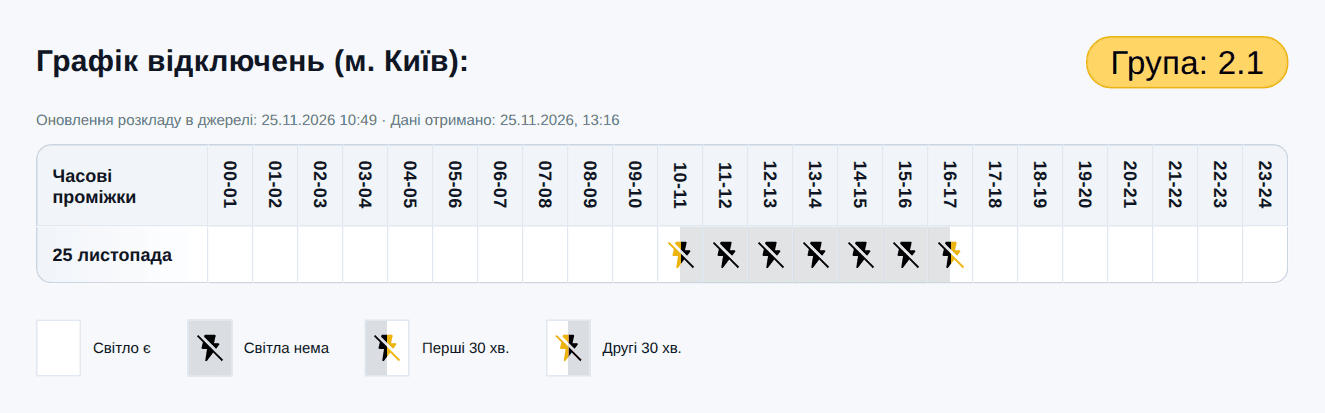 Графік відключень (м. Київ):
Група: 2.1
Оновлення розкладу в джерелі: 25.11.2026 10:49 · Дані отримано: 25.11.2026, 13:16
Часові
проміжки
00-01
01-02
02-03
03-04
04-05
05-06
06-07
07-08
08-09
09-10
10-11
11-12
12-13
13-14
14-15
15-16
16-17
17-18
18-19
19-20
20-21
21-22
22-23
23-24
25 листопада
Світло є
Світла нема
Перші 30 хв.
Другі 30 хв.